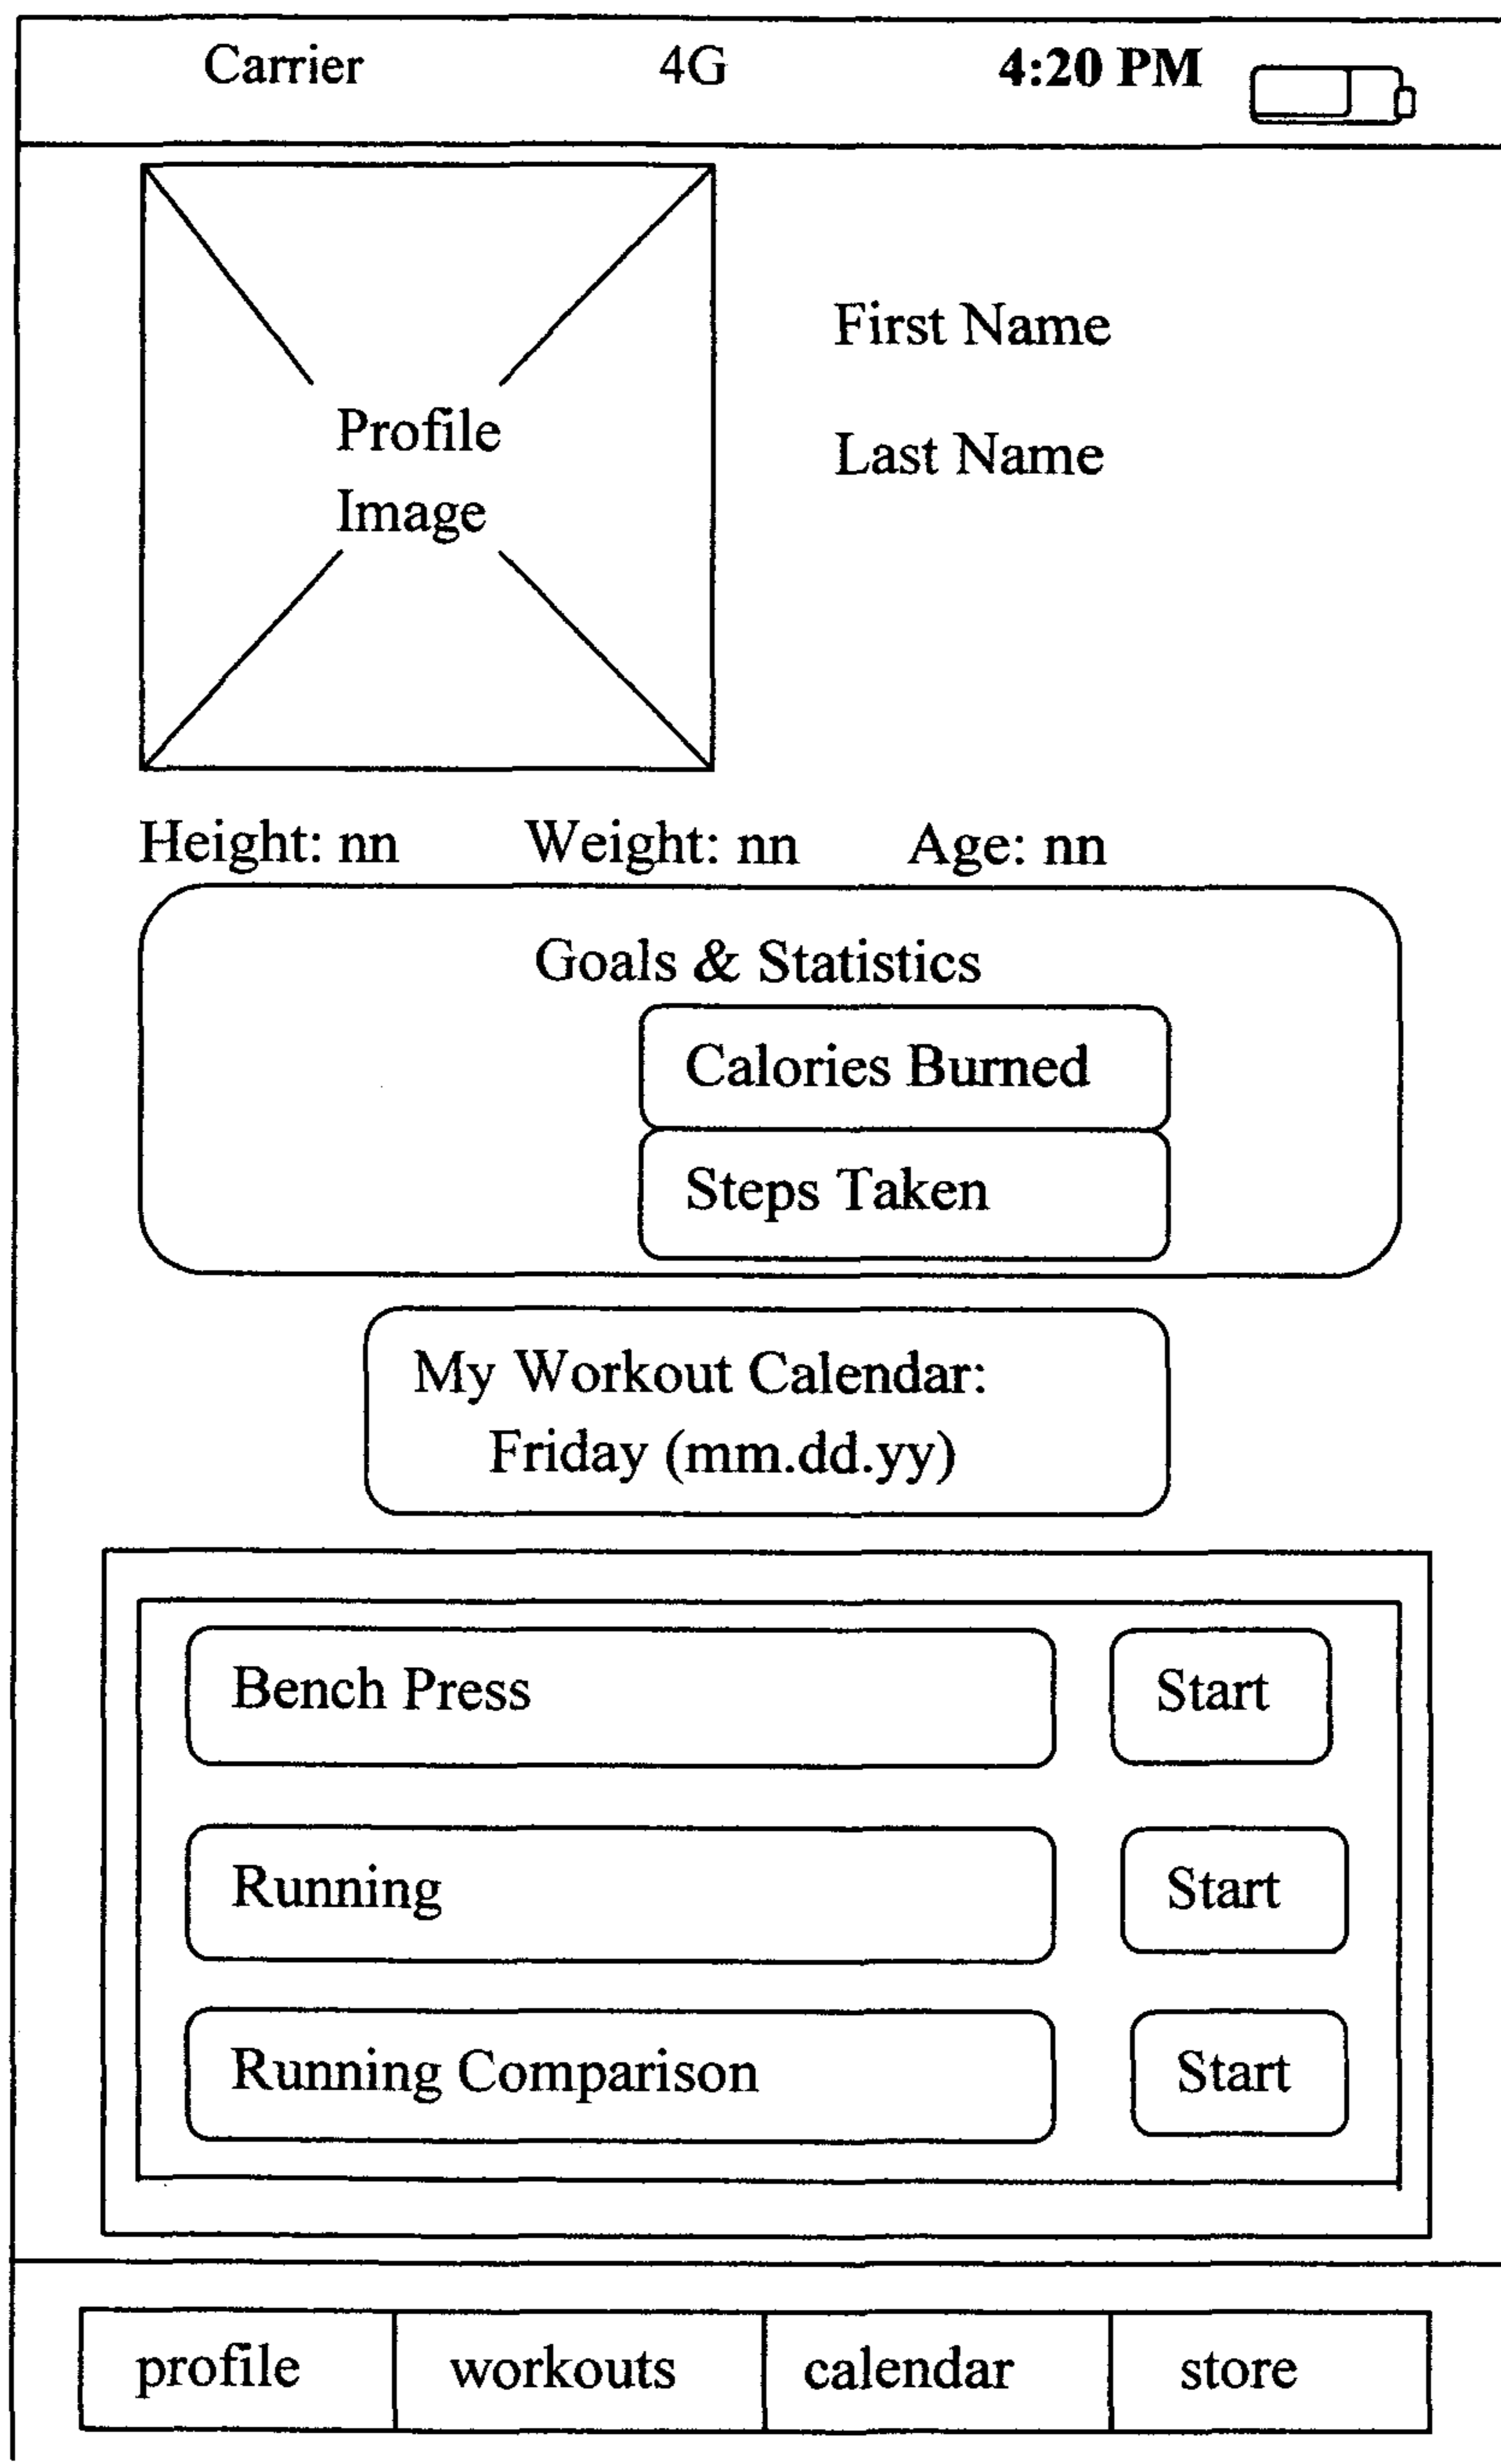 Carrier 4G 4:20 PM
Profile
Image
First Name
Last Name
Height: nn Weight: nn Age: nn
Goals & Statistics
Calories Burned
Steps Taken
My Workout Calendar:
Friday (mm.dd.yy)
Bench Press Start
Running Start
Running Comparison Start
profile workouts calendar store